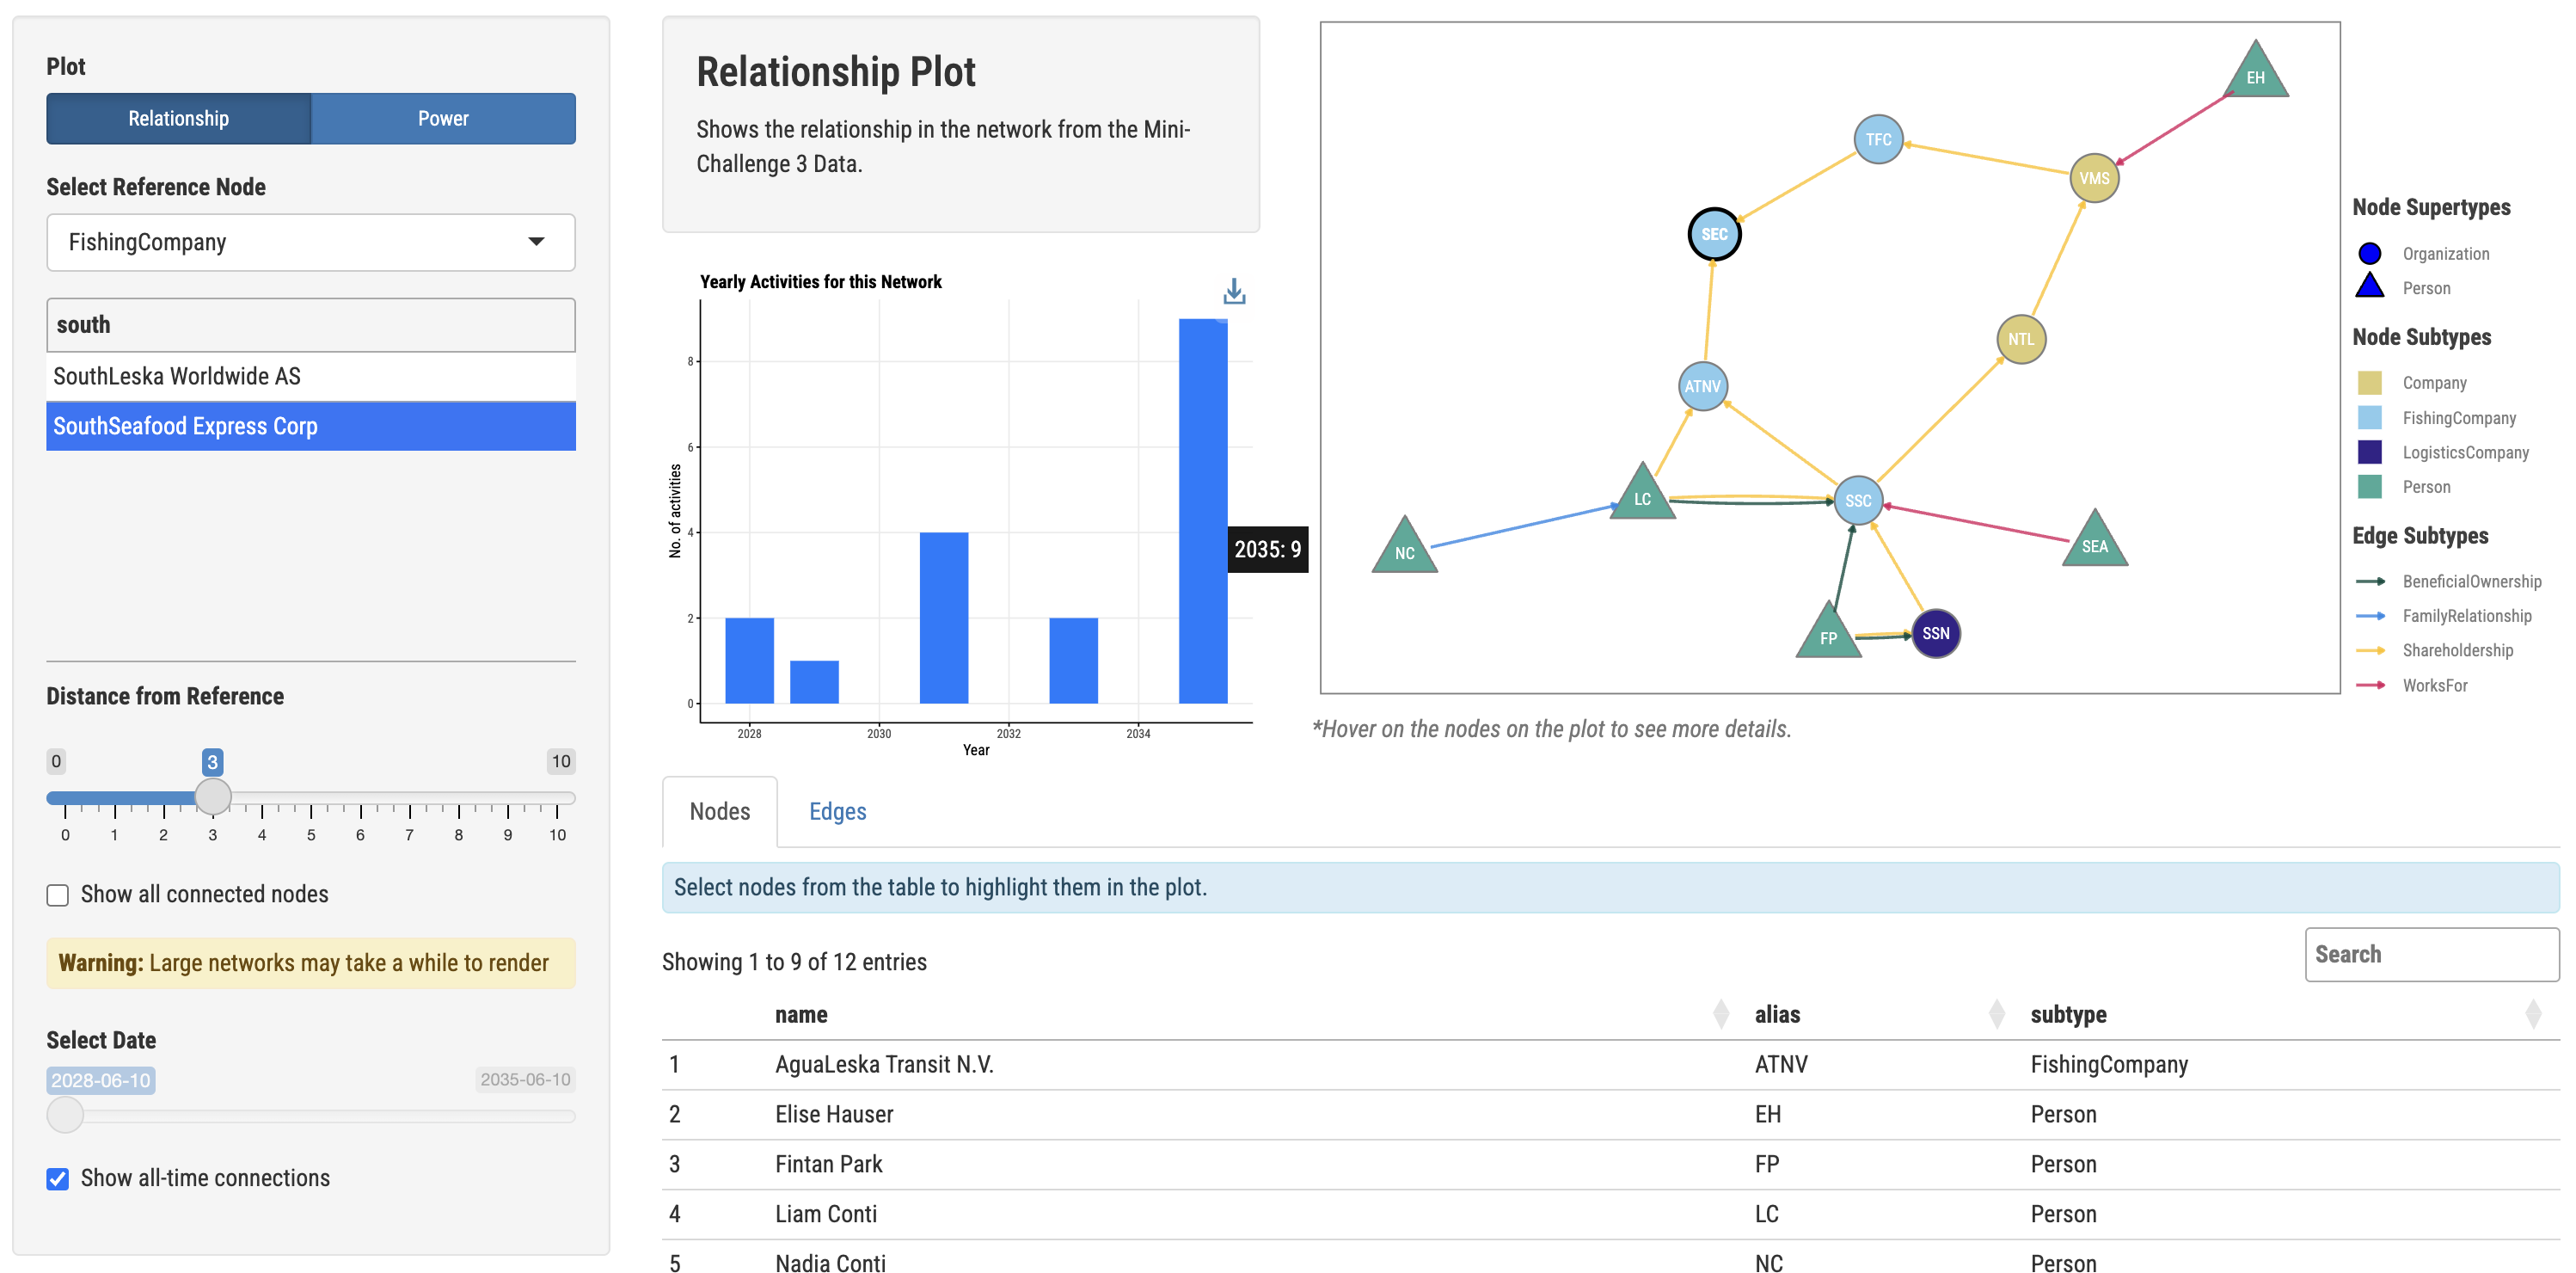 Plot
Relationship
Power
Select Reference Node
FishingCompany
south
SouthLeska Worldwide AS
SouthSeafood Express Corp
Distance from Reference
0
3
10
0 1 2 3 4 5 6 7 8 9 10
Show all connected nodes
Warning: Large networks may take a while to render
Select Date
2028-06-10
2035-06-10
Show all-time connections
Relationship Plot
Shows the relationship in the network from the Mini-
Challenge 3 Data.
Yearly Activities for this Network
No. of activities
8
6
4
2
0
2028 2030 2032 2034
Year
2035: 9
EH
TFC
VMS
SEC
NTL
ATNV
LC
SSC
NC
SEA
FP
SSN
Node Supertypes
Organization
Person
Node Subtypes
Company
FishingCompany
LogisticsCompany
Person
Edge Subtypes
BeneficialOwnership
FamilyRelationship
Shareholdership
WorksFor
*Hover on the nodes on the plot to see more details.
Nodes
Edges
Select nodes from the table to highlight them in the plot.
Showing 1 to 9 of 12 entries
Search
name alias subtype
1 AguaLeska Transit N.V. ATNV FishingCompany
2 Elise Hauser EH Person
3 Fintan Park FP Person
4 Liam Conti LC Person
5 Nadia Conti NC Person